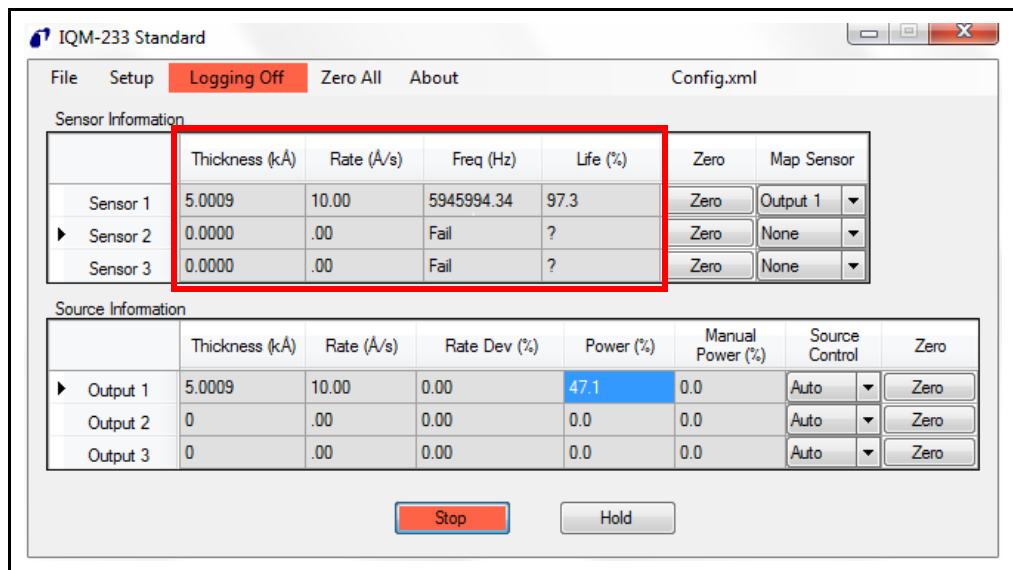 IQM-233 Standard
File Setup Logging Off Zero All About Config.xml
Sensor Information
Thickness (kÅ) Rate (Å/s) Freq (Hz) Life (%) Zero Map Sensor
Sensor 1 5.0009 10.00 5945994.34 97.3 Zero Output 1
Sensor 2 0.0000 .00 Fail ? Zero None
Sensor 3 0.0000 .00 Fail ? Zero None
Source Information
Thickness (kÅ) Rate (Å/s) Rate Dev (%) Power (%) Manual Power (%) Source Control Zero
Output 1 5.0009 10.00 0.00 47.1 0.0 Auto Zero
Output 2 0 .00 0.00 0.0 0.0 Auto Zero
Output 3 0 .00 0.00 0.0 0.0 Auto Zero
Stop Hold